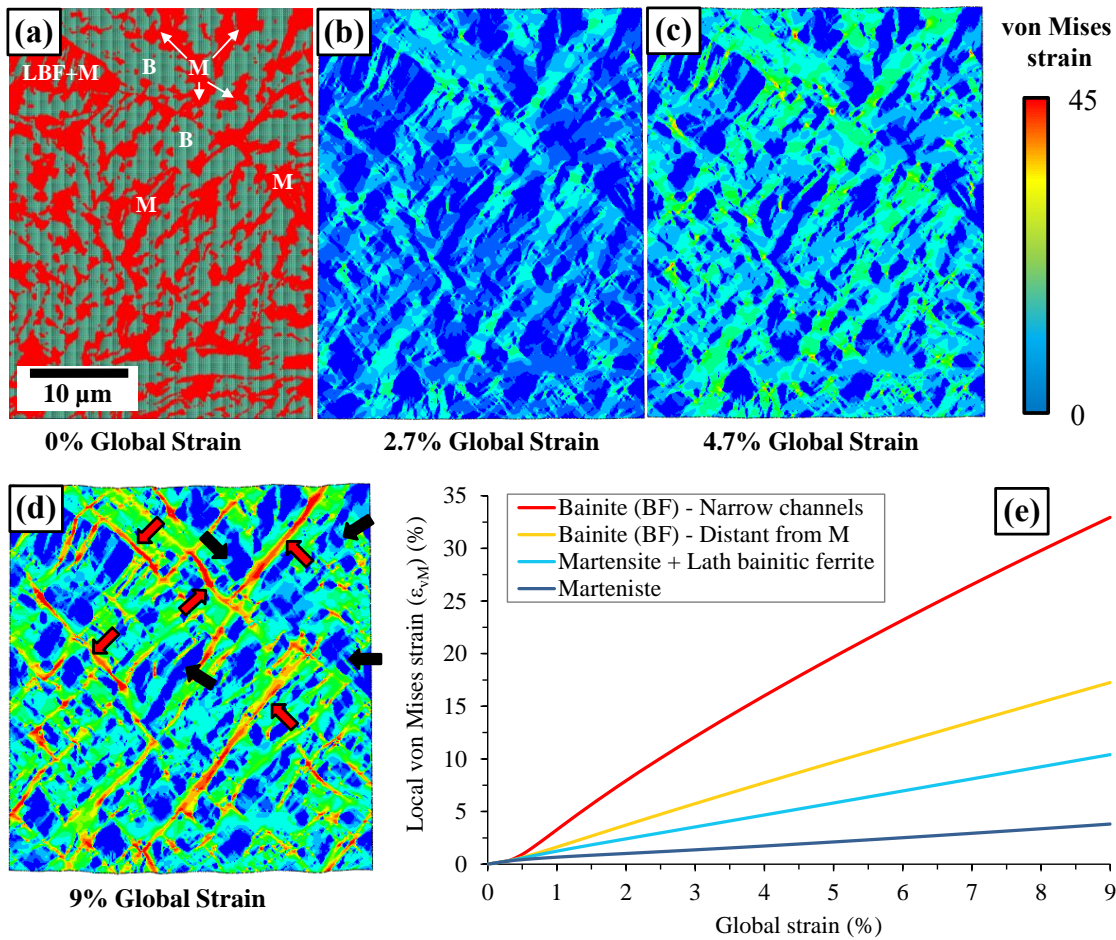 (a)
LBF+M
B
M
B
M
M
10 µm
0% Global Strain
(b)
2.7% Global Strain
(c)
4.7% Global Strain
von Mises
strain
45
0
(d)
9% Global Strain
(e)
Bainite (BF) - Narrow channels
Bainite (BF) - Distant from M
Martensite + Lath bainitic ferrite
Marteniste
Local von Mises strain (εvM) (%)
35
30
25
20
15
10
5
0
0 1 2 3 4 5 6 7 8 9
Global strain (%)